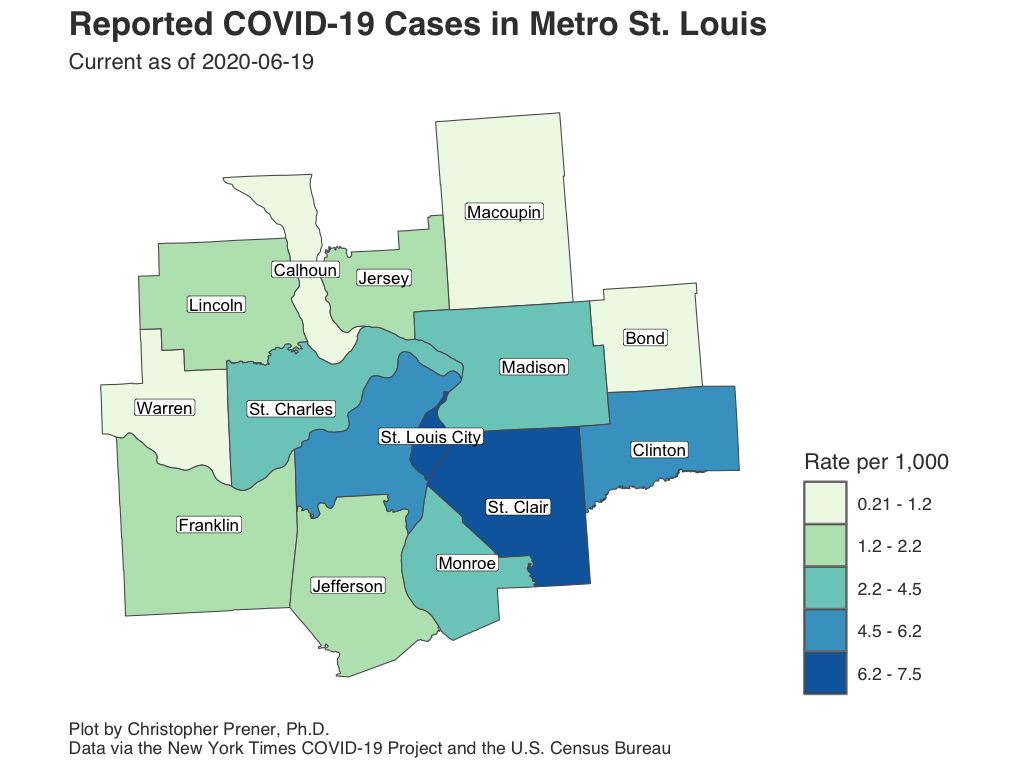 Reported COVID-19 Cases in Metro St. Louis
Current as of 2020-06-19
Macoupin
Calhoun
Jersey
Lincoln
Bond
Madison
Warren
St. Charles
St. Louis City
Clinton
St. Clair
Franklin
Monroe
Jefferson
Rate per 1,000
0.21 - 1.2
1.2 - 2.2
2.2 - 4.5
4.5 - 6.2
6.2 - 7.5
Plot by Christopher Prener, Ph.D.
Data via the New York Times COVID-19 Project and the U.S. Census Bureau